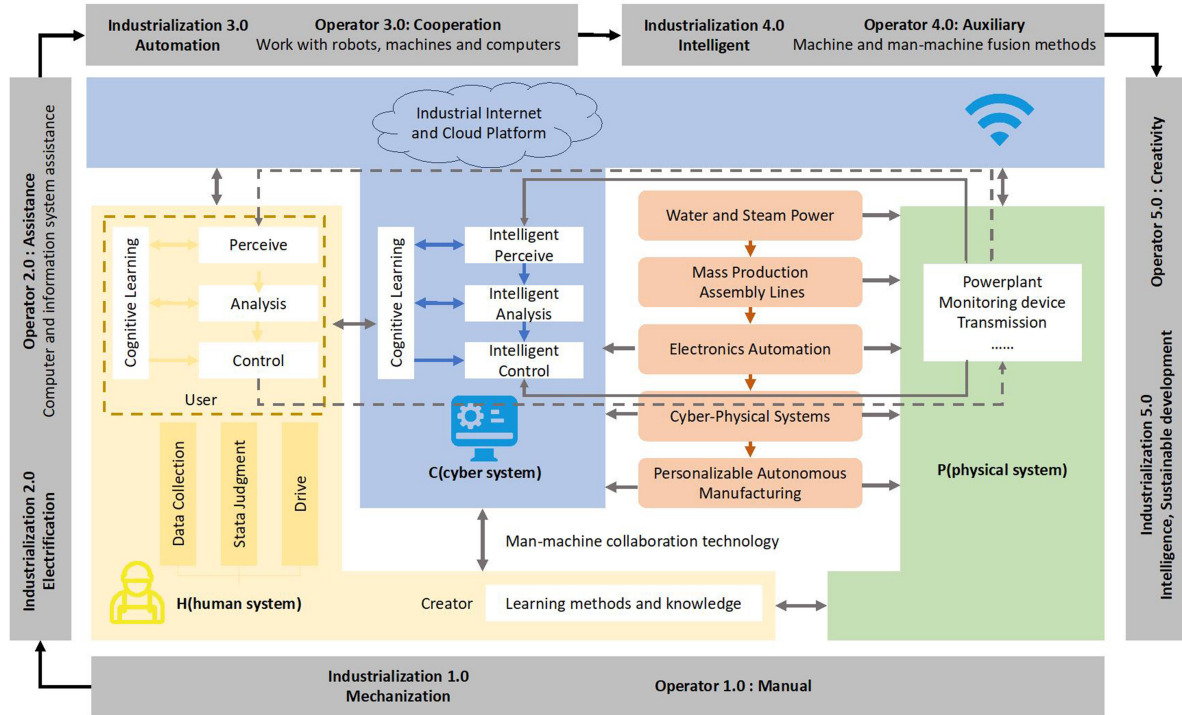 Industrialization 3.0
Automation
Operator 3.0: Cooperation
Work with robots, machines and computers
Industrialization 4.0
Intelligent
Operator 4.0: Auxiliary
Machine and man-machine fusion methods
Operator 2.0 : Assistance
Computer and information system assistance
Industrialization 2.0
Electrification
Industrial Internet
and Cloud Platform
Cognitive Learning
Perceive
Analysis
Control
User
Data Collection
Stata Judgment
Drive
H(human system)
Cognitive Learning
Intelligent
Perceive
Intelligent
Analysis
Intelligent
Control
C(cyber system)
Water and Steam Power
Mass Production
Assembly Lines
Electronics Automation
Cyber-Physical Systems
Personalizable Autonomous
Manufacturing
Powerplant
Monitoring device
Transmission
......
P(physical system)
Man-machine collaboration technology
Creator
Learning methods and knowledge
Operator 5.0 : Creativity
Industrialization 5.0
Intelligence, Sustainable development
Industrialization 1.0
Mechanization
Operator 1.0 : Manual